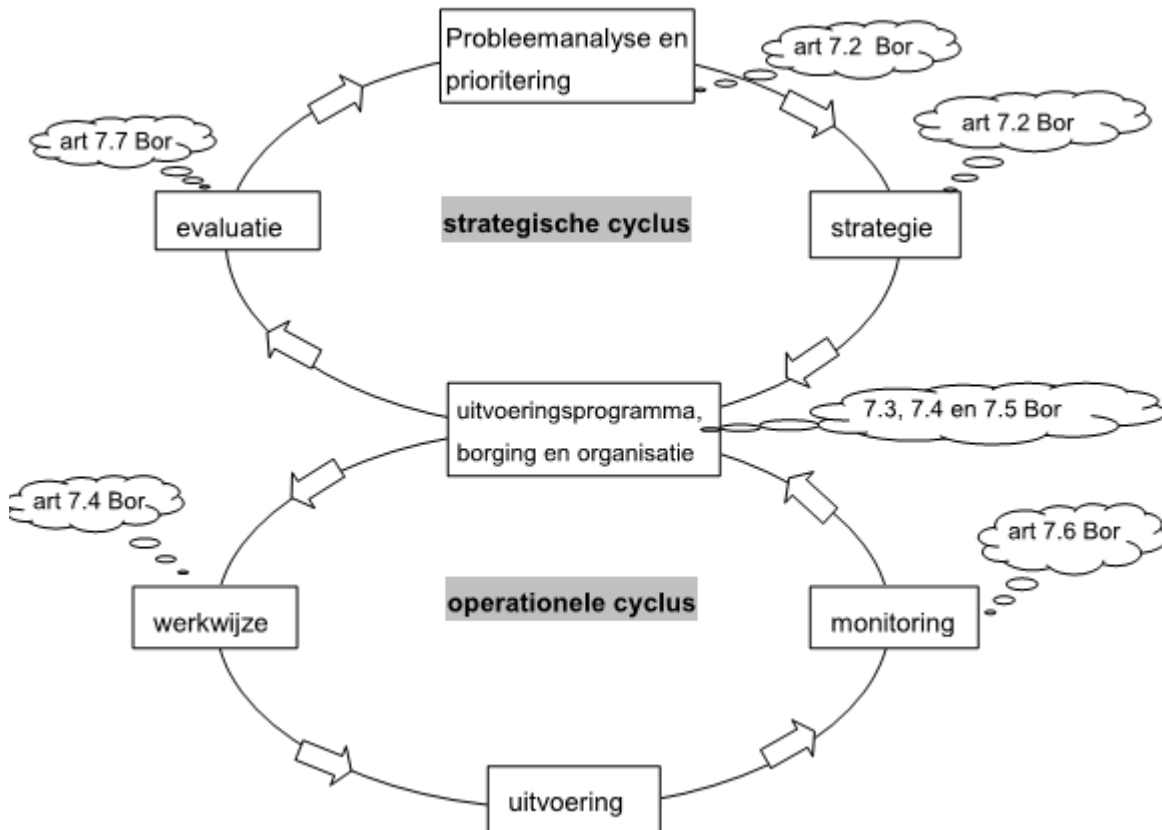 Probleemanalyse en
prioritering
art 7.2 Bor
art 7.2 Bor
art 7.7 Bor
evaluatie
strategische cyclus
strategie
uitvoeringsprogramma,
borging en organisatie
7.3, 7.4 en 7.5 Bor
art 7.4 Bor
art 7.6 Bor
werkwijze
operationele cyclus
monitoring
uitvoering